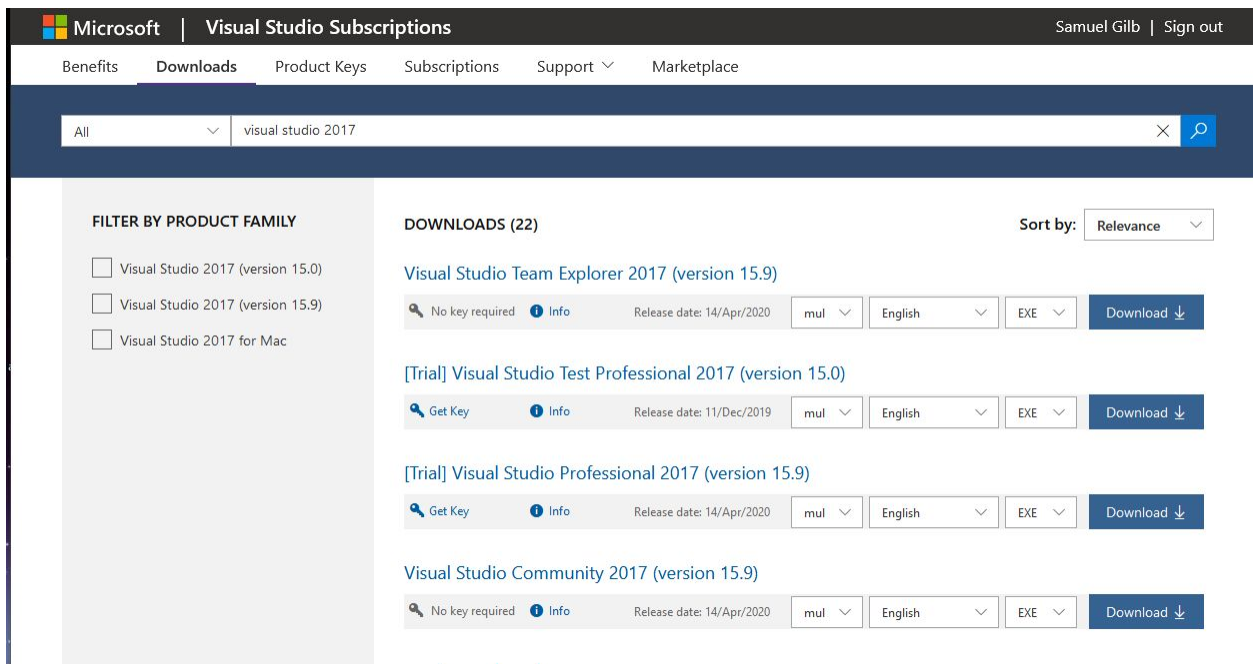 Microsoft | Visual Studio Subscriptions Samuel Gilb | Sign out
Benefits Downloads Product Keys Subscriptions Support Marketplace
All visual studio 2017
FILTER BY PRODUCT FAMILY
Visual Studio 2017 (version 15.0)
Visual Studio 2017 (version 15.9)
Visual Studio 2017 for Mac
DOWNLOADS (22) Sort by: Relevance
Visual Studio Team Explorer 2017 (version 15.9)
No key required Info Release date: 14/Apr/2020 mul English EXE Download
[Trial] Visual Studio Test Professional 2017 (version 15.0)
Get Key Info Release date: 11/Dec/2019 mul English EXE Download
[Trial] Visual Studio Professional 2017 (version 15.9)
Get Key Info Release date: 14/Apr/2020 mul English EXE Download
Visual Studio Community 2017 (version 15.9)
No key required Info Release date: 14/Apr/2020 mul English EXE Download